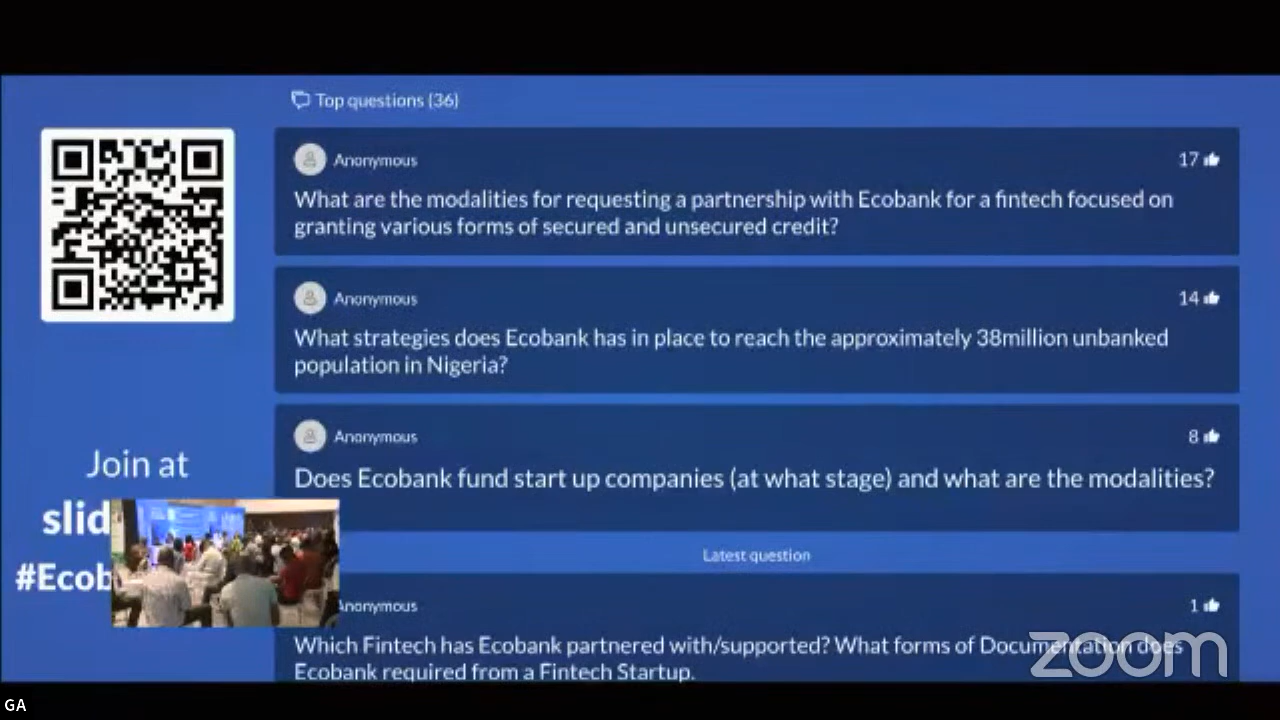 Top questions (36)
Anonymous
17
What are the modalities for requesting a partnership with Ecobank for a fintech focused on
granting various forms of secured and unsecured credit?
Anonymous
14
What strategies does Ecobank has in place to reach the approximately 38million unbanked
population in Nigeria?
Anonymous
8
Does Ecobank fund start up companies (at what stage) and what are the modalities?
Latest question
Anonymous
1
Which Fintech has Ecobank partnered with/supported? What forms of Documentation does
Ecobank required from a Fintech Startup.
Join at
slid
#Ecob
zoom
GA